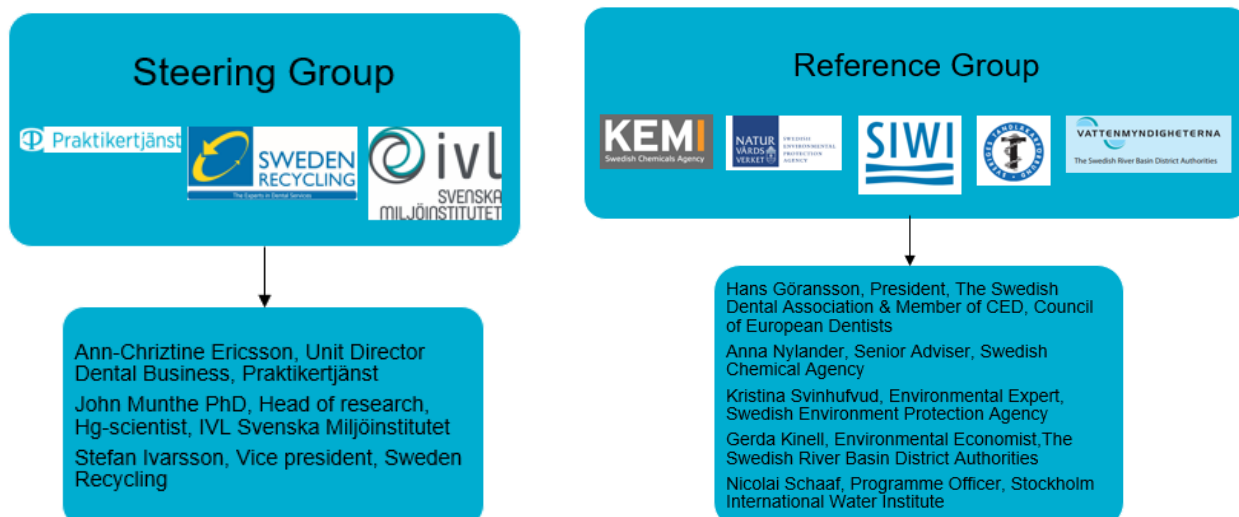 Steering Group
Praktikertjänst
SWEDEN
RECYCLING
The Experts in Dental Services
ivl
SVENSKA
MILJÖINSTITUTET
Ann-Chriztine Ericsson, Unit Director
Dental Business, Praktikertjänst
John Munthe PhD, Head of research,
Hg-scientist, IVL Svenska Miljöinstitutet
Stefan Ivarsson, Vice president, Sweden
Recycling
Reference Group
KEMI
Swedish Chemicals Agency
NATUR
VÅRDS
VERKET
SWEDISH
ENVIRONMENTAL
PROTECTION
AGENCY
SIWI
SVERIGES TANDLÄKARFÖRBUND
VATTENMYNDIGHETERNA
The Swedish River Basin District Authorities
Hans Göransson, President, The Swedish
Dental Association & Member of CED, Council
of European Dentists
Anna Nylander, Senior Adviser, Swedish
Chemical Agency
Kristina Svinhufvud, Environmental Expert,
Swedish Environment Protection Agency
Gerda Kinell, Environmental Economist,The
Swedish River Basin District Authorities
Nicolai Schaaf, Programme Officer, Stockholm
International Water Institute